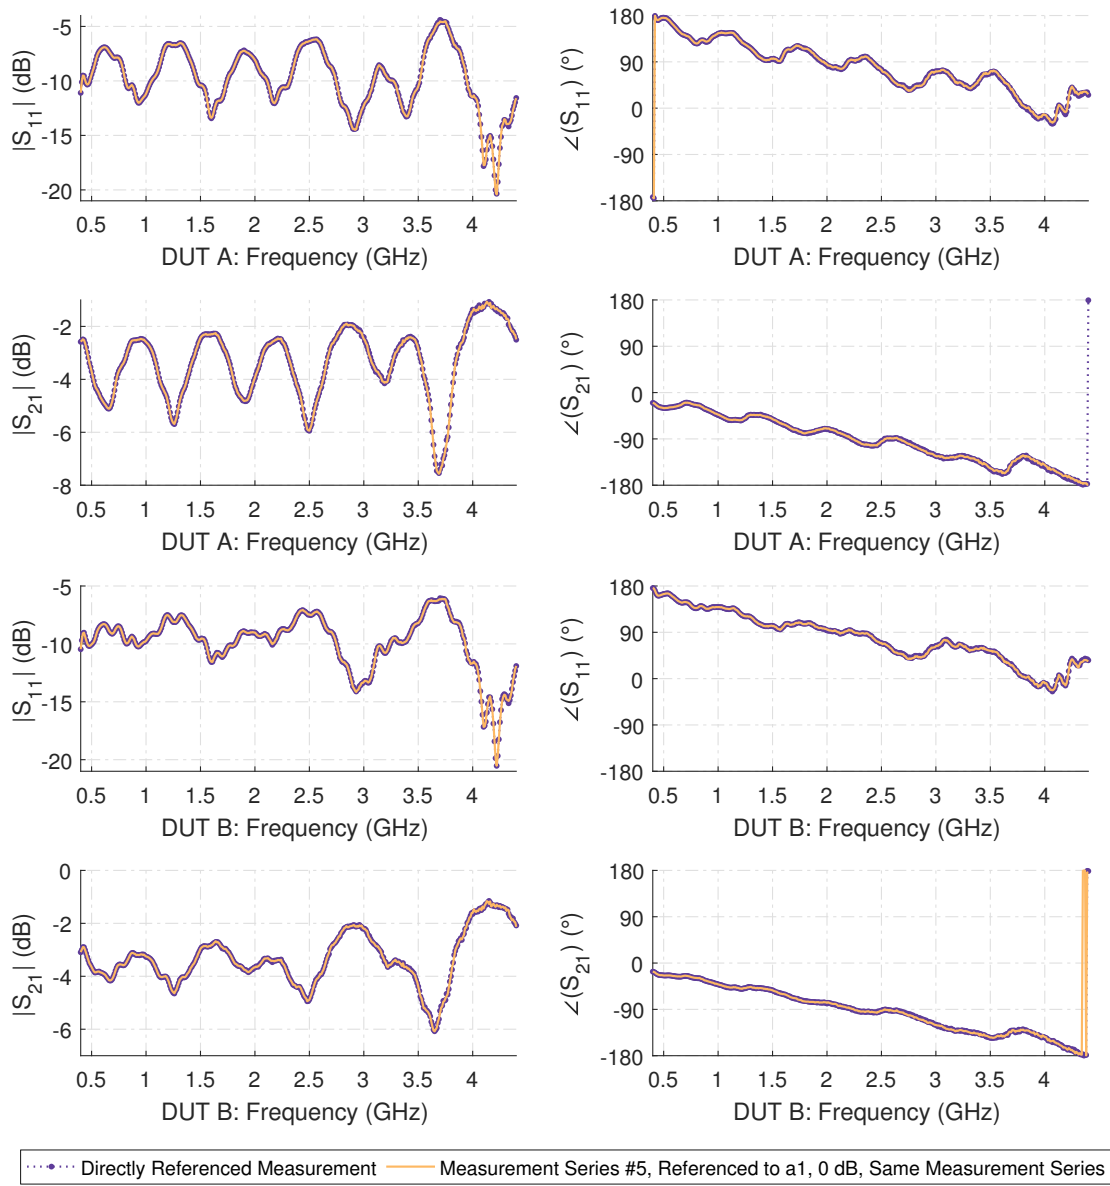 -5
-10
-15
-20
|S11| (dB)
0.5 1 1.5 2 2.5 3 3.5 4
DUT A: Frequency (GHz)
180
90
0
-90
-180
∠(S11) (°)
0.5 1 1.5 2 2.5 3 3.5 4
DUT A: Frequency (GHz)
-2
-4
-6
-8
|S21| (dB)
0.5 1 1.5 2 2.5 3 3.5 4
DUT A: Frequency (GHz)
180
90
0
-90
-180
∠(S21) (°)
0.5 1 1.5 2 2.5 3 3.5 4
DUT A: Frequency (GHz)
-5
-10
-15
-20
|S11| (dB)
0.5 1 1.5 2 2.5 3 3.5 4
DUT B: Frequency (GHz)
180
90
0
-90
-180
∠(S11) (°)
0.5 1 1.5 2 2.5 3 3.5 4
DUT B: Frequency (GHz)
0
-2
-4
-6
|S21| (dB)
0.5 1 1.5 2 2.5 3 3.5 4
DUT B: Frequency (GHz)
180
90
0
-90
-180
∠(S21) (°)
0.5 1 1.5 2 2.5 3 3.5 4
DUT B: Frequency (GHz)
Directly Referenced Measurement Measurement Series #5, Referenced to a1, 0 dB, Same Measurement Series